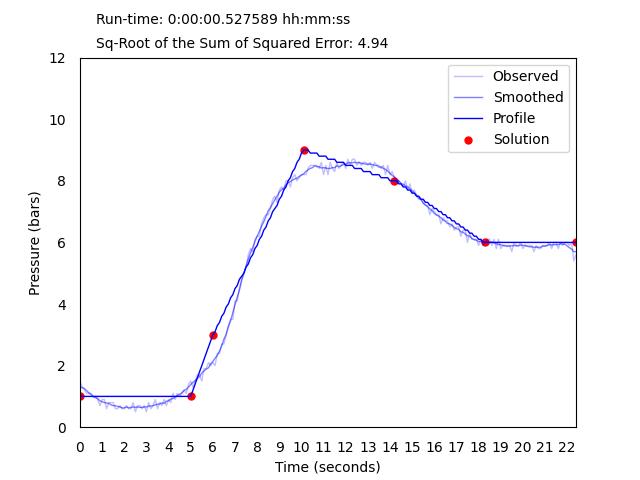 Run-time: 0:00:00.527589 hh:mm:ss
Sq-Root of the Sum of Squared Error: 4.94
12
10
8
6
4
2
0
Pressure (bars)
Observed
Smoothed
Profile
Solution
0 1 2 3 4 5 6 7 8 9 10 11 12 13 14 15 16 17 18 19 20 21 22
Time (seconds)